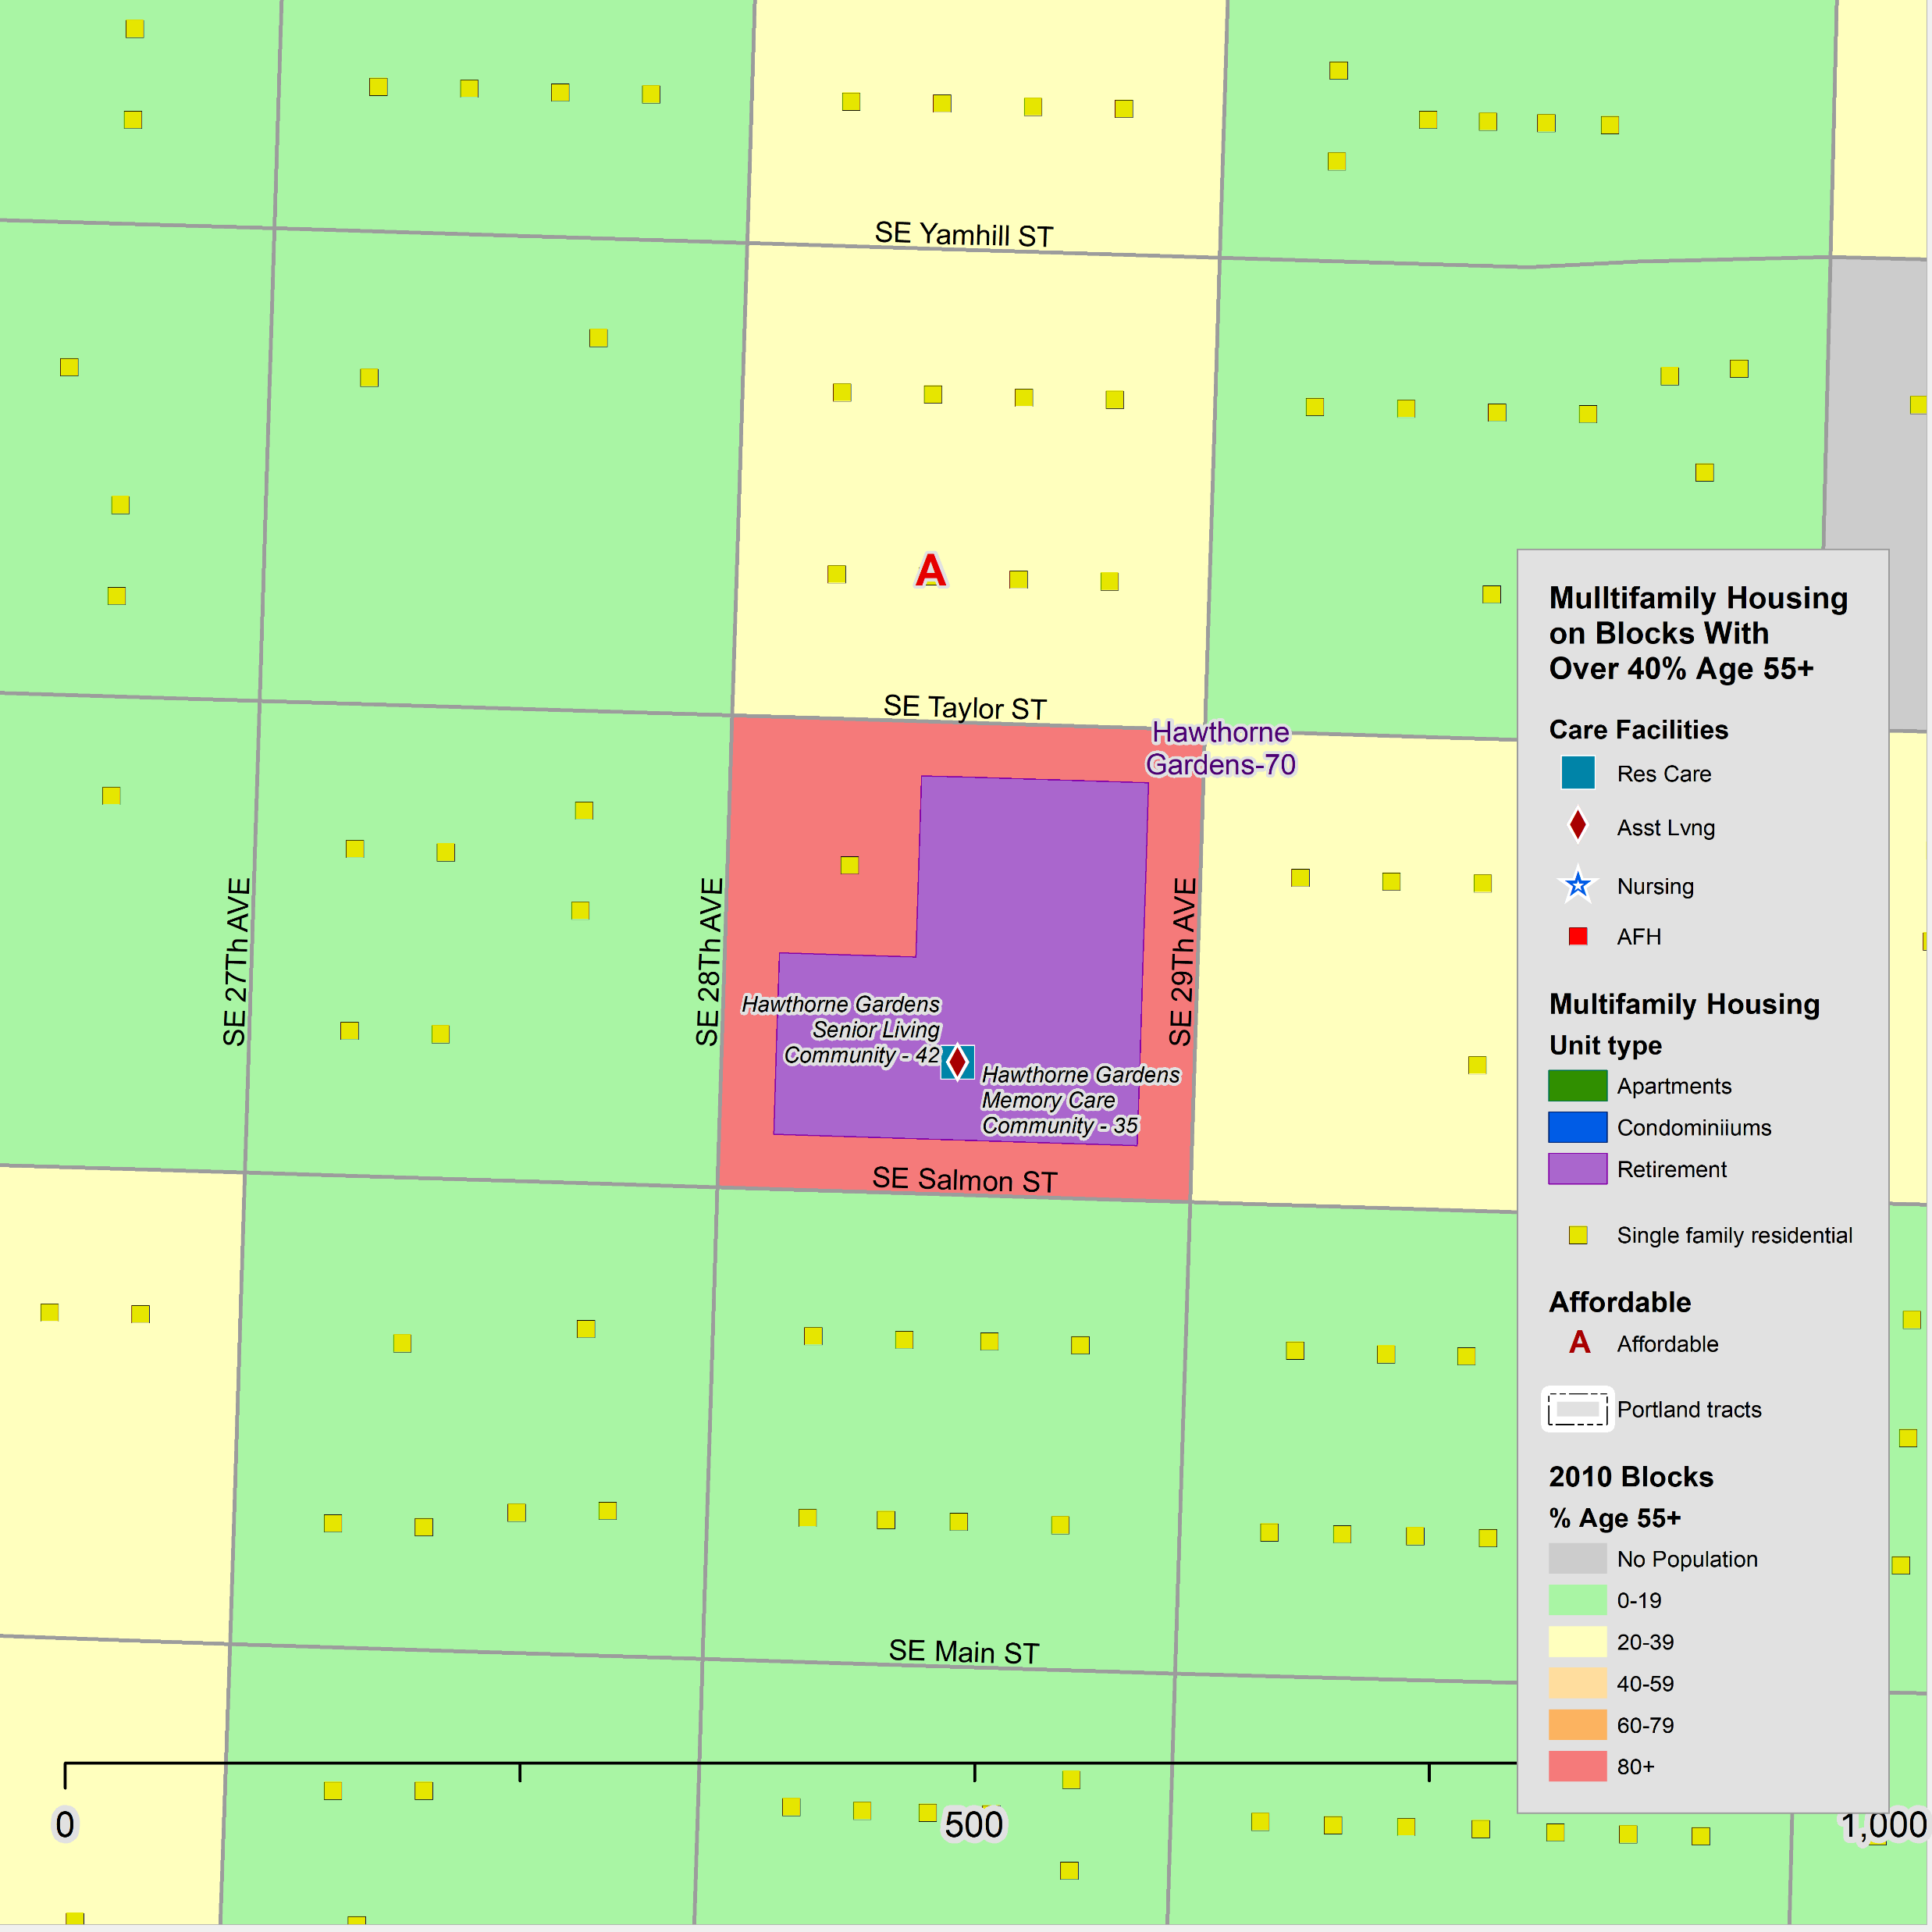 SE Yamhill ST
A
SE Taylor ST
Hawthorne
Gardens-70
SE 27Th AVE
SE 28Th AVE
SE 29Th AVE
Hawthorne Gardens
Senior Living
Community - 42
Hawthorne Gardens
Memory Care
Community - 35
SE Salmon ST
SE Main ST
0
500
1,000
Mulltifamily Housing
on Blocks With
Over 40% Age 55+
Care Facilities
Res Care
Asst Lvng
Nursing
AFH
Multifamily Housing
Unit type
Apartments
Condominiiums
Retirement
Single family residential
Affordable
A Affordable
Portland tracts
2010 Blocks
% Age 55+
No Population
0-19
20-39
40-59
60-79
80+